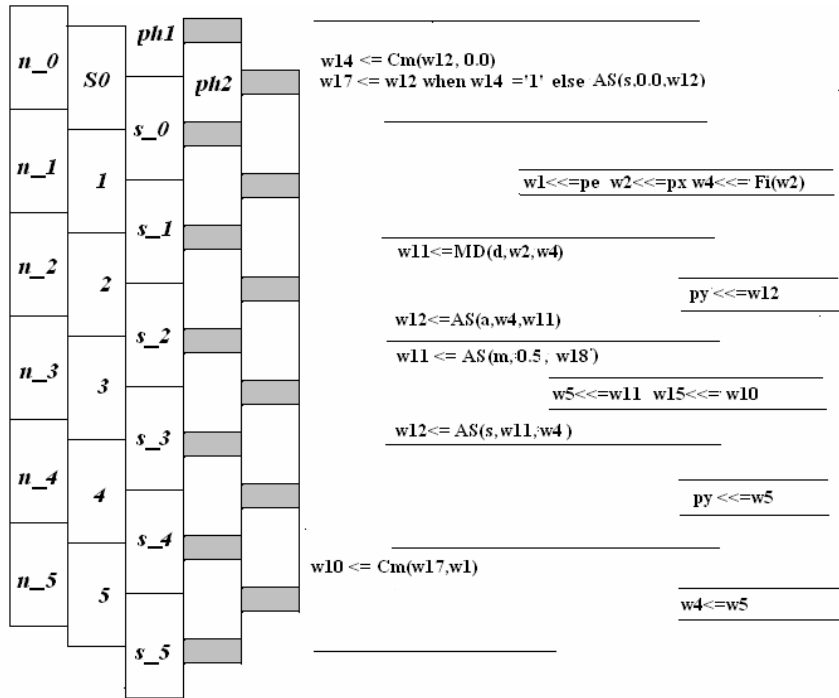 ph1
n_0
S0
w14 <= Cm(w12, 0.0)
w17 <= w12 when w14 ='1' else AS(s,0.0,w12)
ph2
s_0
n_1
1
w1<<=pe w2<<=px w4<<= Fi(w2)
s_1
n_2
w11<=MD(d,w2,w4)
2
py <<=w12
w12<=AS(a,w4,w11)
s_2
w11 <= AS(m,0.5, w18)
n_3
3
w5<<=w11 w15<<= w10
w12<= AS(s,w11,w4 )
s_3
n_4
4
py <<=w5
s_4
w10 <= Cm(w17,w1)
n_5
5
w4<=w5
s_5